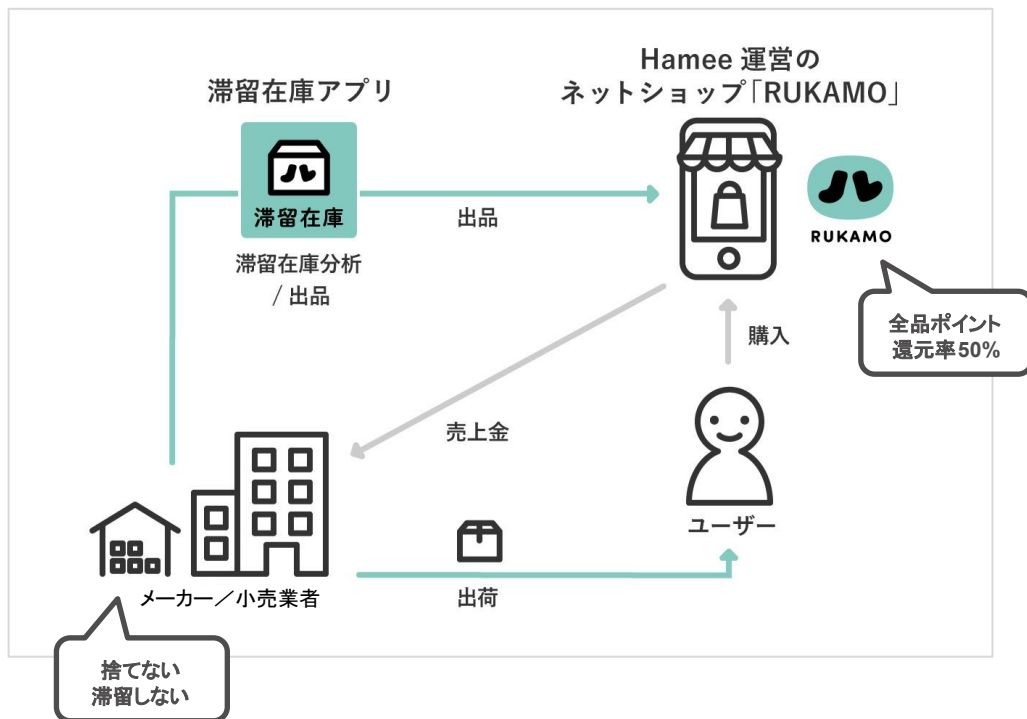 Hamee 運営の
ネットショップ「RUKAMO」
滞留在庫アプリ
滞留在庫
滞留在庫分析
/ 出品
出品
RUKAMO
全品ポイント
還元率50%
購入
売上金
ユーザー
メーカー／小売業者
出荷
捨てない
滞留しない